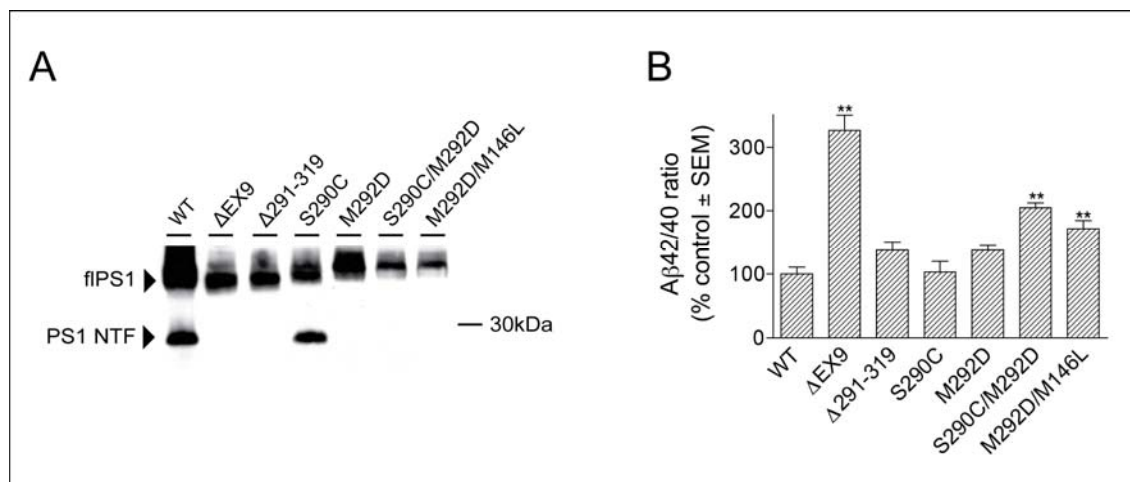 A
WT
ΔEX9
Δ291-319
S290C
M292D
S290C/M292D
M292D/M146L
flPS1
PS1 NTF
30kDa
B
Aβ42/40 ratio
(% control ± SEM)
300
200
100
0
**
**
**
WT
ΔEX9
Δ291-319
S290C
M292D
S290C/M292D
M292D/M146L